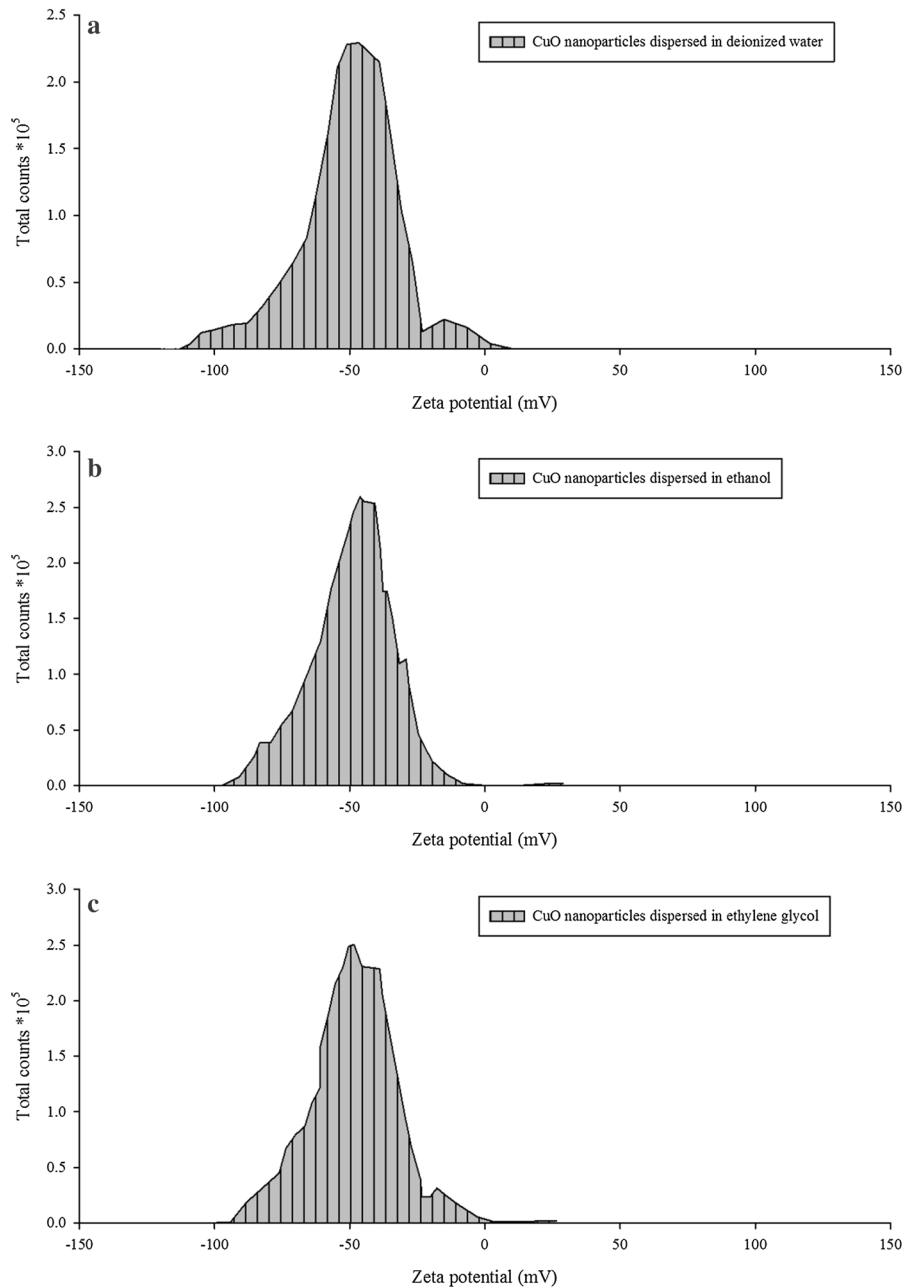 a
CuO nanoparticles dispersed in deionized water
Total counts *10^5
2.5
2.0
1.5
1.0
0.5
0.0
-150 -100 -50 0 50 100 150
Zeta potential (mV)
b
CuO nanoparticles dispersed in ethanol
Total counts *10^5
3.0
2.5
2.0
1.5
1.0
0.5
0.0
-150 -100 -50 0 50 100 150
Zeta potential (mV)
c
CuO nanoparticles dispersed in ethylene glycol
Total counts *10^5
3.0
2.5
2.0
1.5
1.0
0.5
0.0
-150 -100 -50 0 50 100 150
Zeta potential (mV)